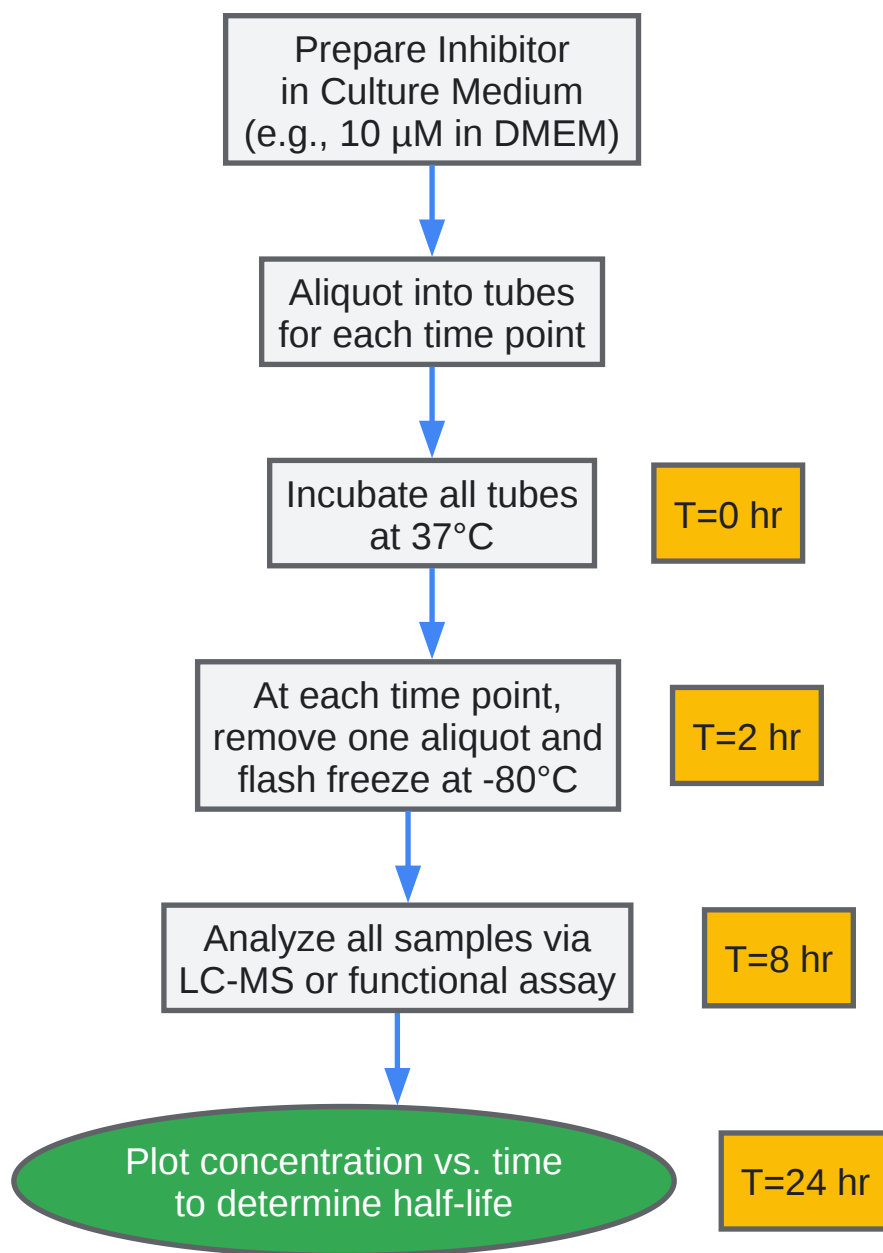 Prepare Inhibitor
in Culture Medium
(e.g., 10 µM in DMEM)
Aliquot into tubes
for each time point
Incubate all tubes
at 37°C
T=0 hr
At each time point,
remove one aliquot and
flash freeze at -80°C
T=2 hr
Analyze all samples via
LC-MS or functional assay
T=8 hr
Plot concentration vs. time
to determine half-life
T=24 hr